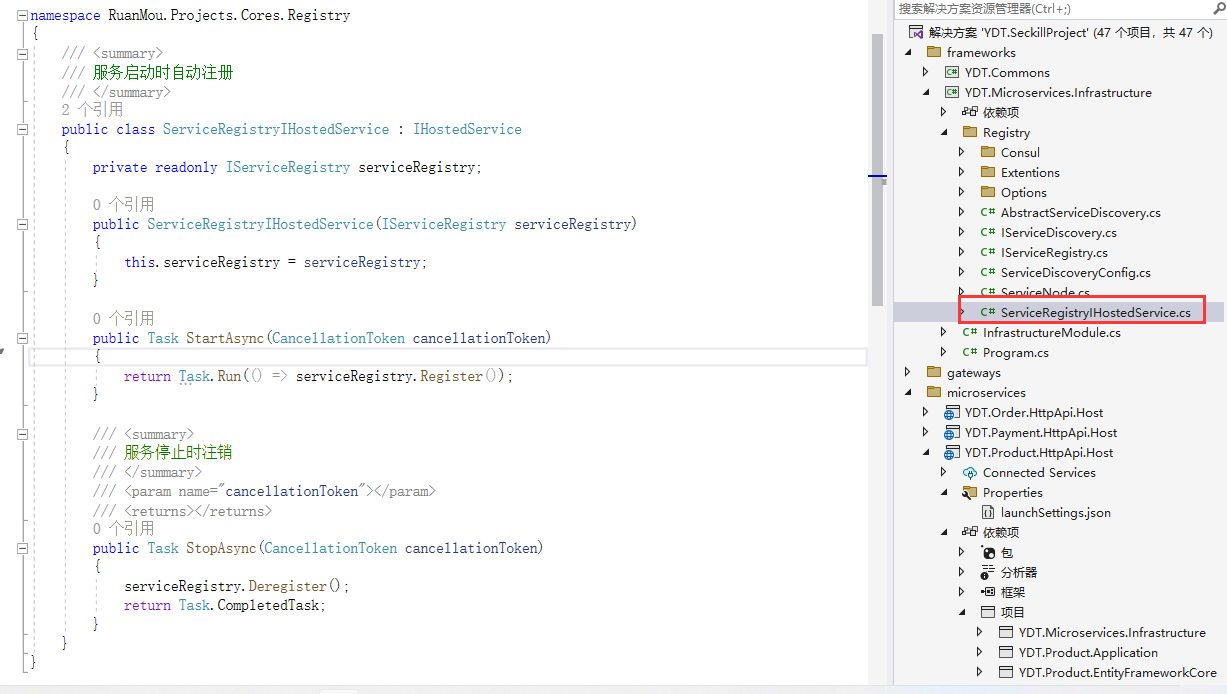 namespace RuanMou.Projects.Cores.Registry
{
/// <summary>
/// 服务启动时自动注册
/// </summary>
2 个引用
public class ServiceRegistryIHostedService : IHostedService
{
private readonly IServiceRegistry serviceRegistry;
0 个引用
public ServiceRegistryIHostedService(IServiceRegistry serviceRegistry)
{
this.serviceRegistry = serviceRegistry;
}
0 个引用
public Task StartAsync(CancellationToken cancellationToken)
{
return Task.Run(() => serviceRegistry.Register());
}
/// <summary>
/// 服务停止时注销
/// </summary>
/// <param name="cancellationToken"></param>
/// <returns></returns>
0 个引用
public Task StopAsync(CancellationToken cancellationToken)
{
serviceRegistry.Deregister();
return Task.CompletedTask;
}
}
}
搜索解决方案资源管理器(Ctrl+;)
解决方案 'YDT.SeckillProject' (47 个项目，共 47 个)
frameworks
C# YDT.Commons
C# YDT.Microservices.Infrastructure
依赖项
Registry
Consul
Extentions
Options
C# AbstractServiceDiscovery.cs
C# IServiceDiscovery.cs
C# IServiceRegistry.cs
C# ServiceDiscoveryConfig.cs
C# ServiceNode.cs
C# ServiceRegistryIHostedService.cs
C# InfrastructureModule.cs
C# Program.cs
gateways
microservices
YDT.Order.HttpApi.Host
YDT.Payment.HttpApi.Host
YDT.Product.HttpApi.Host
Connected Services
Properties
launchSettings.json
依赖项
包
分析器
框架
项目
YDT.Microservices.Infrastructure
YDT.Product.Application
YDT.Product.EntityFrameworkCore